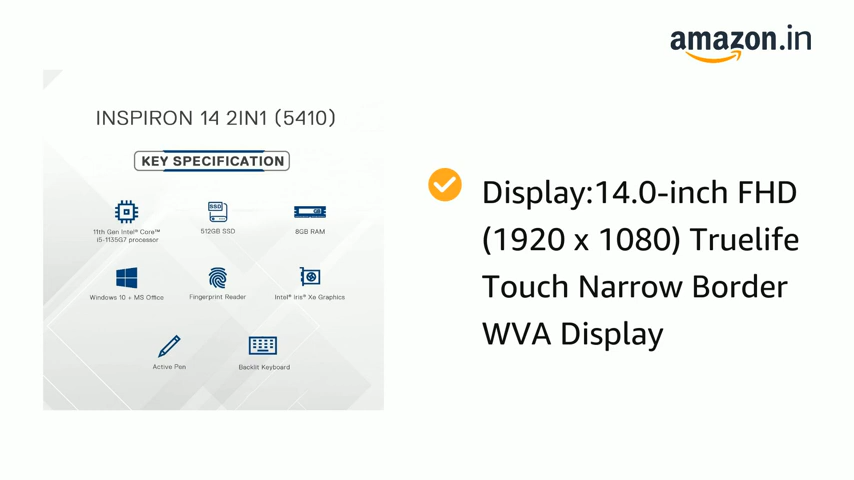 amazon.in
INSPIRON 14 2IN1 (5410)
KEY SPECIFICATION
SSD
GB
11th Gen Intel® Core™
i5-1135G7 processor
512GB SSD
8GB RAM
Windows 10 + MS Office
Fingerprint Reader
Intel® Iris® Xe Graphics
Active Pen
Backlit Keyboard
Display:14.0-inch FHD
(1920 x 1080) Truelife
Touch Narrow Border
WVA Display